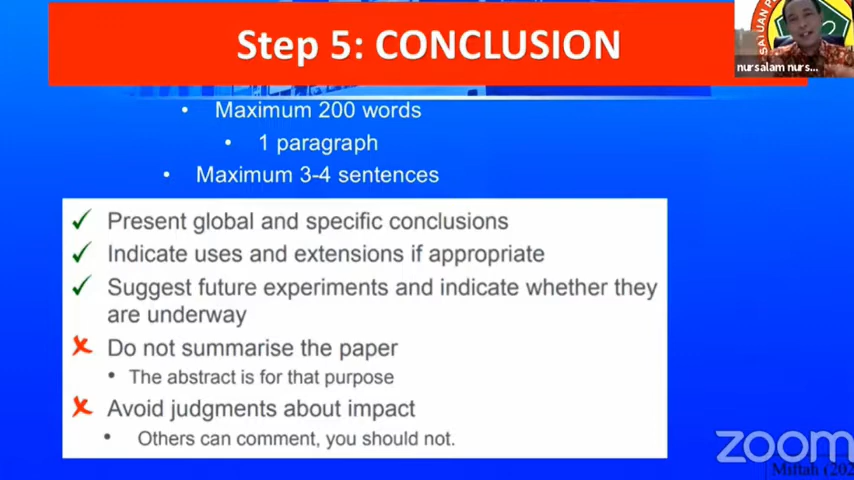 Step 5: CONCLUSION
nursalam nurs...
• Maximum 200 words
• 1 paragraph
• Maximum 3-4 sentences
✓ Present global and specific conclusions
✓ Indicate uses and extensions if appropriate
✓ Suggest future experiments and indicate whether they
are underway
✗ Do not summarise the paper
• The abstract is for that purpose
✗ Avoid judgments about impact
• Others can comment, you should not.
zoom
Miftah (202